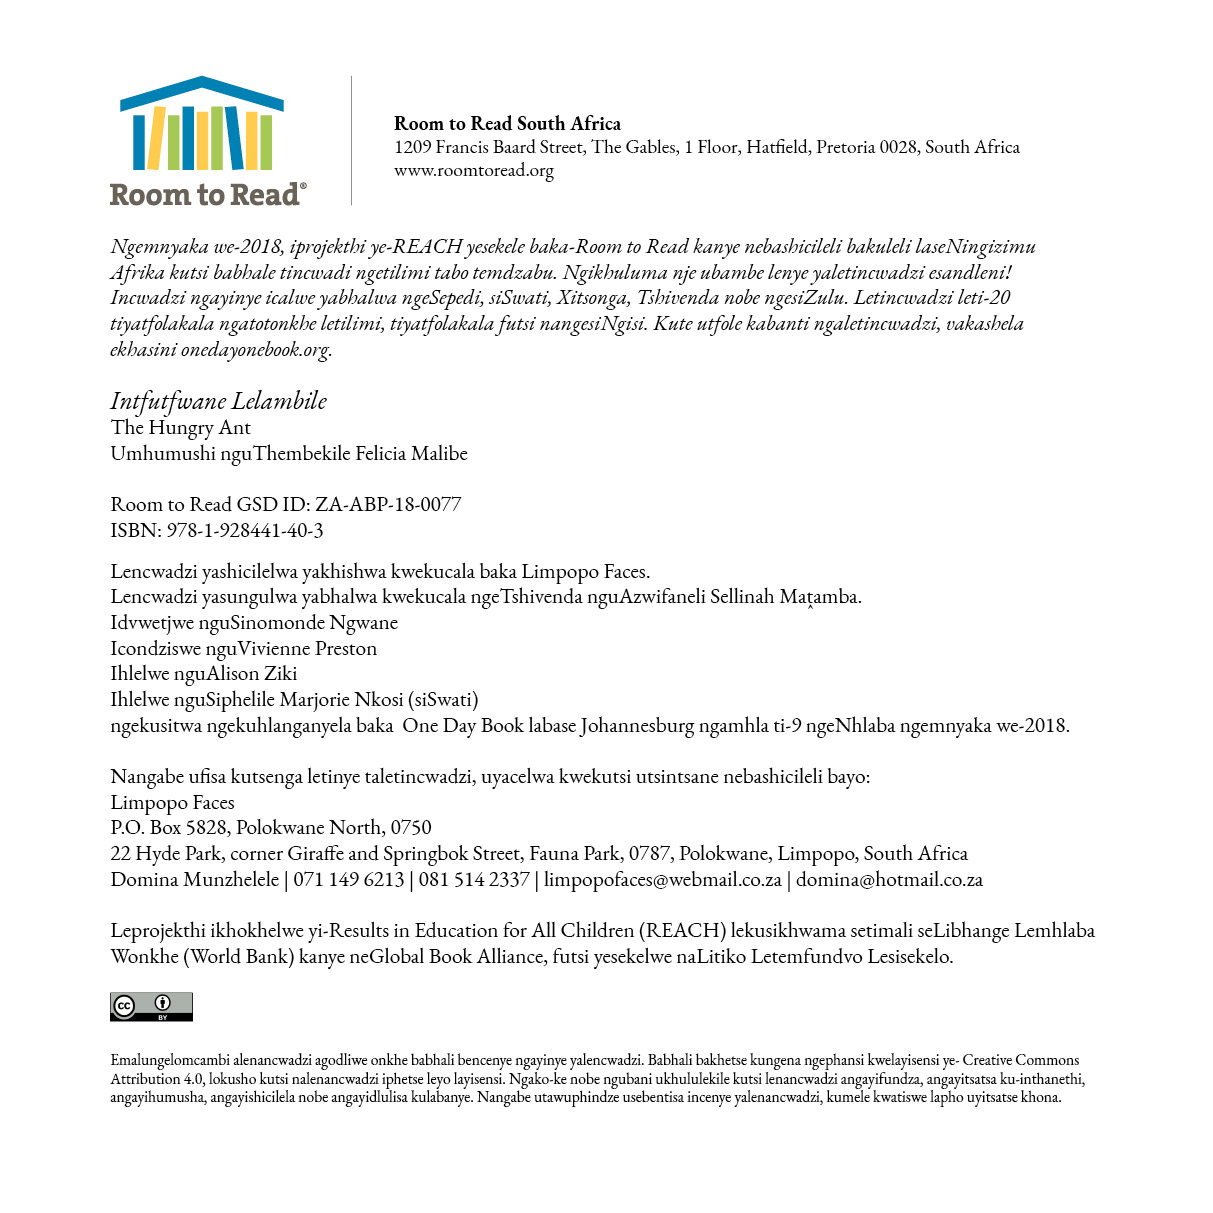 Room to Read®
Room to Read South Africa
1209 Francis Baard Street, The Gables, 1 Floor, Hatfield, Pretoria 0028, South Africa
www.roomtoread.org
Ngemnyaka we-2018, iprojekthi ye-REACH yesekele baka-Room to Read kanye nebashicileli bakuleli laseNingizimu
Afrika kutsi babhale tincwadi ngetilimi tabo temdzabu. Ngikhuluma nje ubambe lenye yaletincwadzi esandleni!
Incwadzi ngayinye icalwe yabhalwa ngeSepedi, siSwati, Xitsonga, Tshivenda nobe ngesiZulu. Letincwadzi leti-20
tiyatfolakala ngatotonkhe letilimi, tiyatfolakala futsi nangesiNgisi. Kute utfole kabanti ngaletincwadzi, vakashela
ekhasini onedayonebook.org.
Intfutfwane Lelambile
The Hungry Ant
Umhumushi nguThembekile Felicia Malibe
Room to Read GSD ID: ZA-ABP-18-0077
ISBN: 978-1-928441-40-3
Lencwadzi yashicilelwa yakhishwa kwekucala baka Limpopo Faces.
Lencwadzi yasungulwa yabhalwa kwekucala ngeTshivenda nguAzwifaneli Sellinah Maṱamba.
Idvwetjwe nguSinomonde Ngwane
Icondziswe nguVivienne Preston
Ihlelwe nguAlison Ziki
Ihlelwe nguSiphelile Marjorie Nkosi (siSwati)
ngekusitwa ngekuhlanganyela baka One Day Book labase Johannesburg ngamhla ti-9 ngeNhlaba ngemnyaka we-2018.
Nangabe ufisa kutsenga letinye taletincwadzi, uyacelwa kwekutsi utsintsane nebashicileli bayo:
Limpopo Faces
P.O. Box 5828, Polokwane North, 0750
22 Hyde Park, corner Giraffe and Springbok Street, Fauna Park, 0787, Polokwane, Limpopo, South Africa
Domina Munzhelele | 071 149 6213 | 081 514 2337 | limpopofaces@webmail.co.za | domina@hotmail.co.za
Leprojekthi ikhokhelwe yi-Results in Education for All Children (REACH) lekusikhwama setimali seLibhange Lemhlaba
Wonkhe (World Bank) kanye neGlobal Book Alliance, futsi yesekelwe naLitiko Letemfundvo Lesisekelo.
cc BY
Emalungelomcambi alenancwadzi agodliwe onkhe babhali bencenye ngayinye yalencwadzi. Babhali bakhetse kungena ngephansi kwelayisensi ye- Creative Commons
Attribution 4.0, lokusho kutsi nalenancwadzi iphetse leyo layisensi. Ngako-ke nobe ngubani ukhululekile kutsi lenancwadzi angayifundza, angayitsatsa ku-inthanethi,
angayihumusha, angayishicilela nobe angayidlulisa kulabanye. Nangabe utawuphindze usebentisa incenye yalenancwadzi, kumele kwatiswe lapho uyitsatse khona.